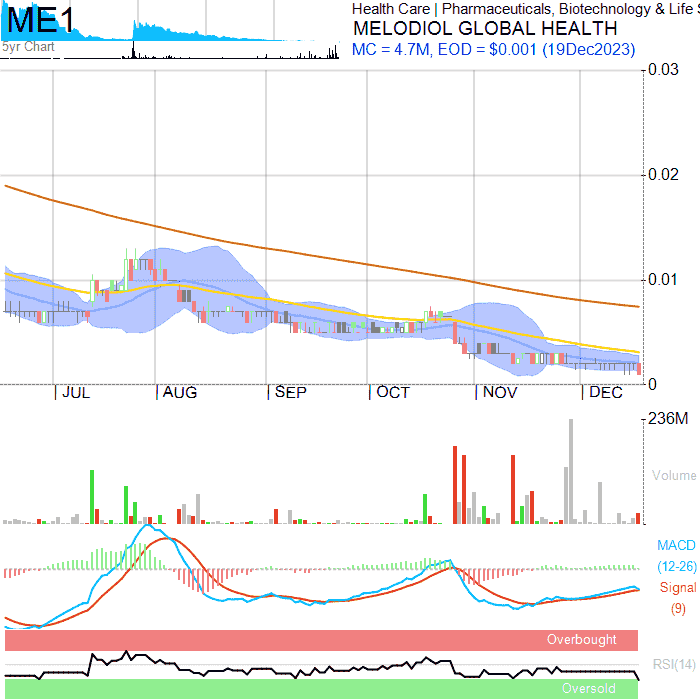 ME1
5yr Chart
Health Care | Pharmaceuticals, Biotechnology & Life S
MELODIOL GLOBAL HEALTH
MC = 4.7M, EOD = $0.001 (19Dec2023)
0.03
0.02
0.01
0
JUL AUG SEP OCT NOV DEC
236M
Volume
MACD
(12-26)
Signal
(9)
Overbought
RSI(14)
Oversold